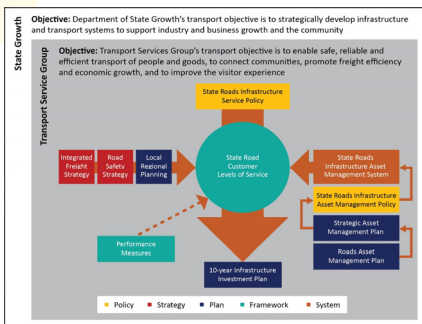 State Growth
Objective: Department of State Growth's transport objective is to strategically develop infrastructure
and transport systems to support industry and business growth and the community
Transport Service Group
Objective: Transport Services Group's transport objective is to enable safe, reliable and
efficient transport of people and goods, to connect communities, promote freight efficiency
and economic growth, and to improve the visitor experience
State Roads Infrastructure
Service Policy
Integrated
Freight
Strategy
Road
Safety
Strategy
Local
Regional
Planning
State Road
Customer
Levels of Service
State Roads
Infrastructure Asset
Management System
State Roads Infrastructure
Asset Management Policy
Strategic Asset
Management Plan
Roads Asset
Management Plan
Performance
Measures
10-year Infrastructure
Investment Plan
Policy
Strategy
Plan
Framework
System